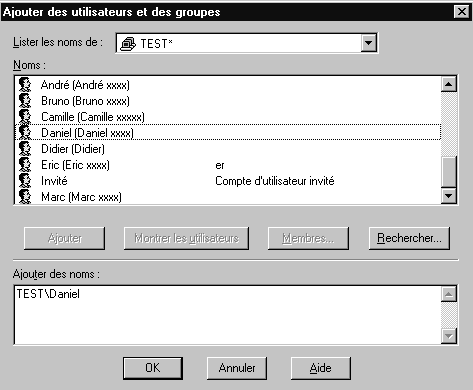 Ajouter des utilisateurs et des groupes
Lister les noms de : TEST*
Noms :
André (André xxxx)
Bruno (Bruno xxxx)
Camille (Camille xxxxx)
Daniel (Daniel xxxx)
Didier (Didier)
Eric (Eric xxxx) er
Invité Compte d'utilisateur invité
Marc (Marc xxxx)
Ajouter Montrer les utilisateurs Membres... Rechercher...
Ajouter des noms :
TEST\Daniel
OK Annuler Aide